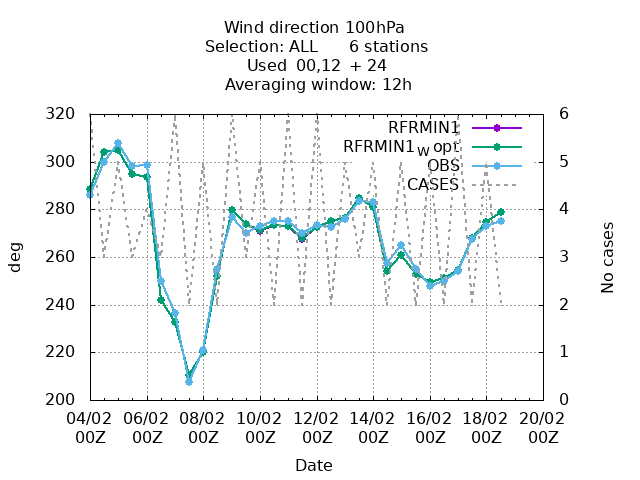 Wind direction 100hPa
Selection: ALL 6 stations
Used 00,12 + 24
Averaging window: 12h
RFRMIN1
RFRMIN1w opt
OBS
CASES
320
300
280
260
240
220
200
6
5
4
3
2
1
0
deg
No cases
04/02 06/02 08/02 10/02 12/02 14/02 16/02 18/02 20/02
00Z 00Z 00Z 00Z 00Z 00Z 00Z 00Z 00Z
Date